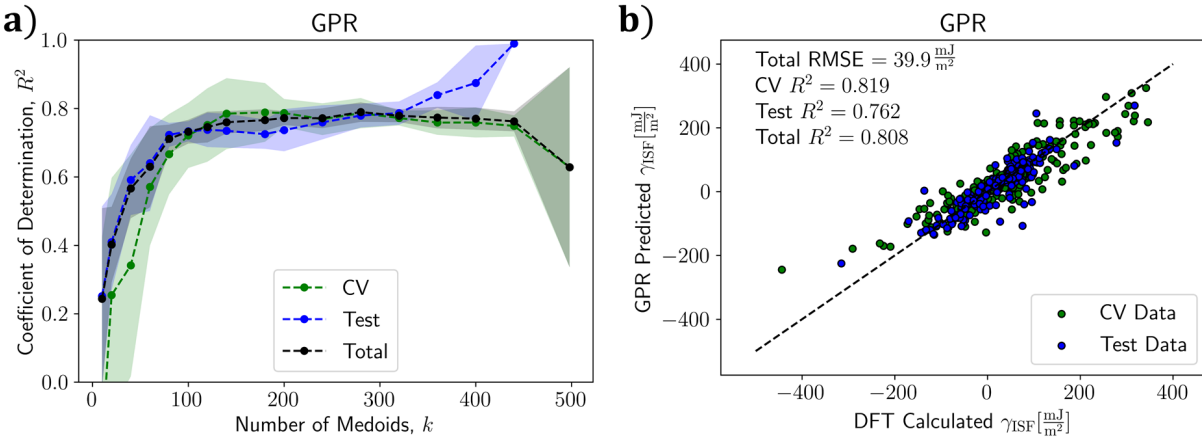 a)
GPR
1.0
0.8
0.6
0.4
0.2
0.0
Coefficient of Determination, R²
CV
Test
Total
0 100 200 300 400 500
Number of Medoids, k
b)
GPR
Total RMSE = 39.9 mJ/m²
CV R² = 0.819
Test R² = 0.762
Total R² = 0.808
400
200
0
−200
−400
GPR Predicted γ_ISF [mJ/m²]
CV Data
Test Data
−400 −200 0 200 400
DFT Calculated γ_ISF [mJ/m²]